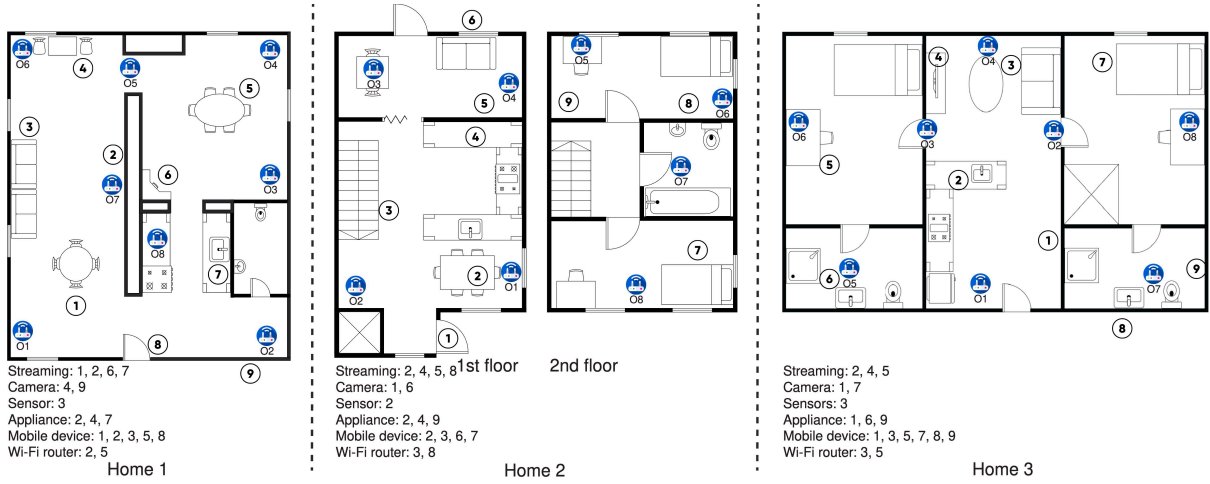 O6
4
O5
O4
5
3
2
6
O7
O3
O8
7
1
O1
8
O2
9
Streaming: 1, 2, 6, 7
Camera: 4, 9
Sensor: 3
Appliance: 2, 4, 7
Mobile device: 1, 2, 3, 5, 8
Wi-Fi router: 2, 5
Home 1
6
O3
O4
5
4
3
2
O1
O2
1
1st floor
O5
9
8
O6
O7
7
O8
2nd floor
Streaming: 2, 4, 5, 8
Camera: 1, 6
Sensor: 2
Appliance: 2, 4, 9
Mobile device: 2, 3, 6, 7
Wi-Fi router: 3, 8
Home 2
4
O4
3
7
O6
O3
O2
O8
5
2
1
6
O5
O1
O7
9
8
Streaming: 2, 4, 5
Camera: 1, 7
Sensors: 3
Appliance: 1, 6, 9
Mobile device: 1, 3, 5, 7, 8, 9
Wi-Fi router: 3, 5
Home 3